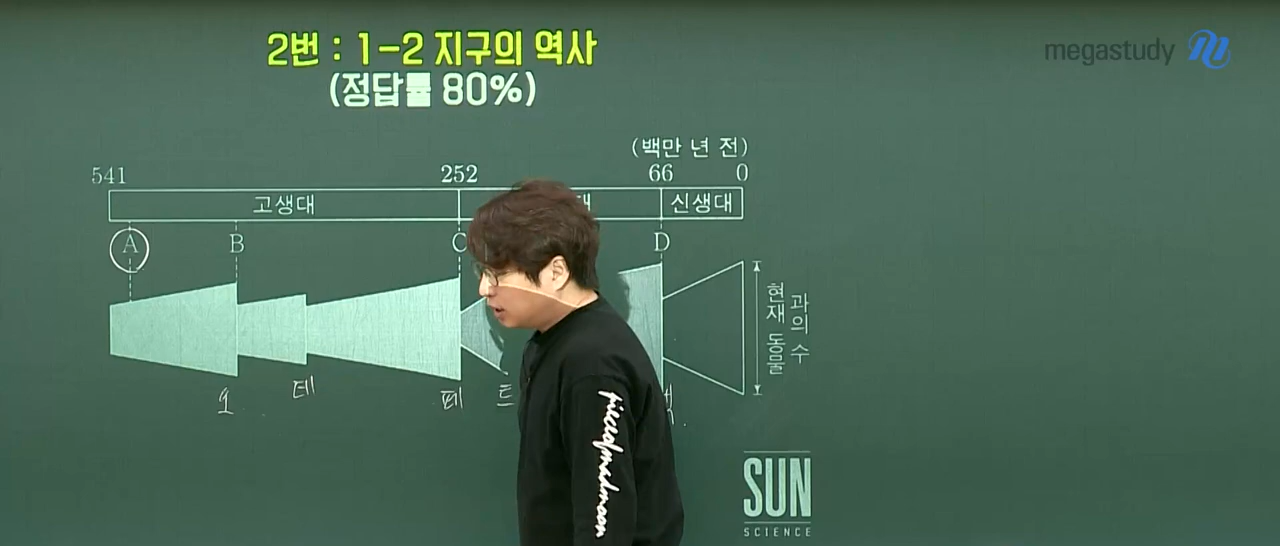 2번 : 1-2 지구의 역사
(정답률 80%)
megastudy
(백만 년 전)
541 252 66 0
고생대 대 신생대
A B C D
현재 동물
과의 수
오 데 페 트
SUN
SCIENCE